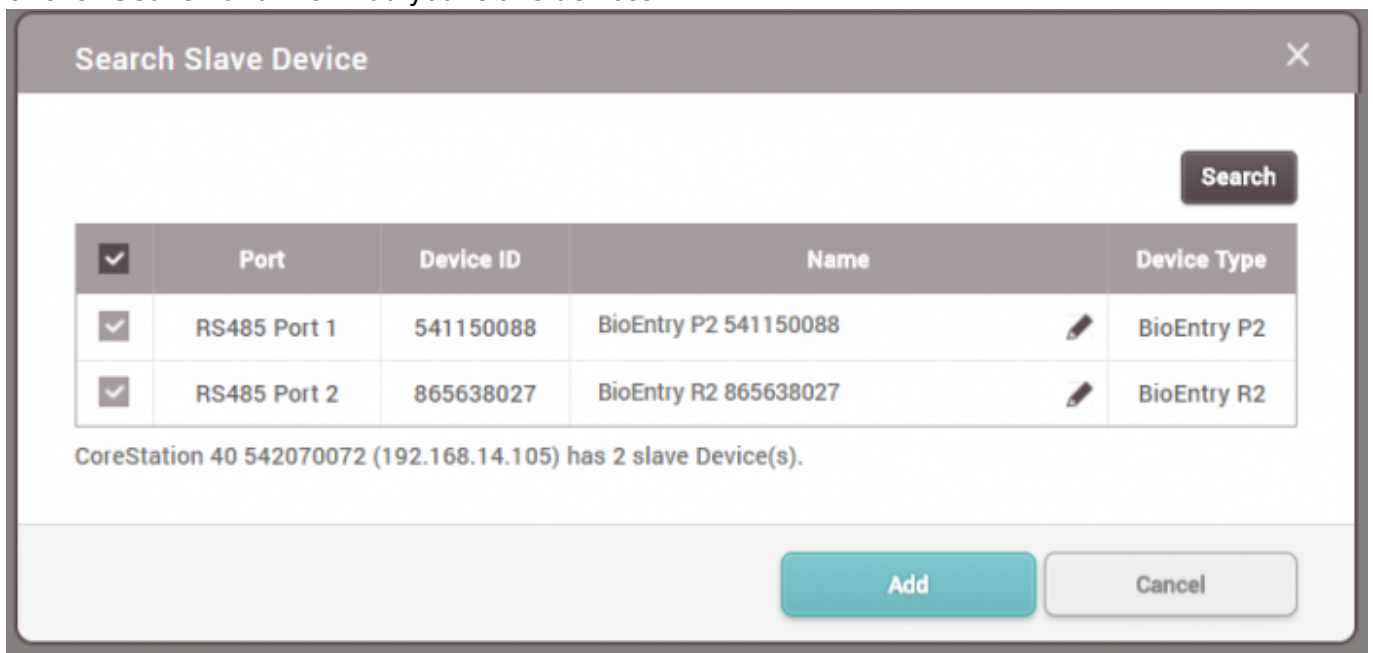 Search Slave Device
Search
Port Device ID Name Device Type
RS485 Port 1 541150088 BioEntry P2 541150088 BioEntry P2
RS485 Port 2 865638027 BioEntry R2 865638027 BioEntry R2
CoreStation 40 542070072 (192.168.14.105) has 2 slave Device(s).
Add Cancel